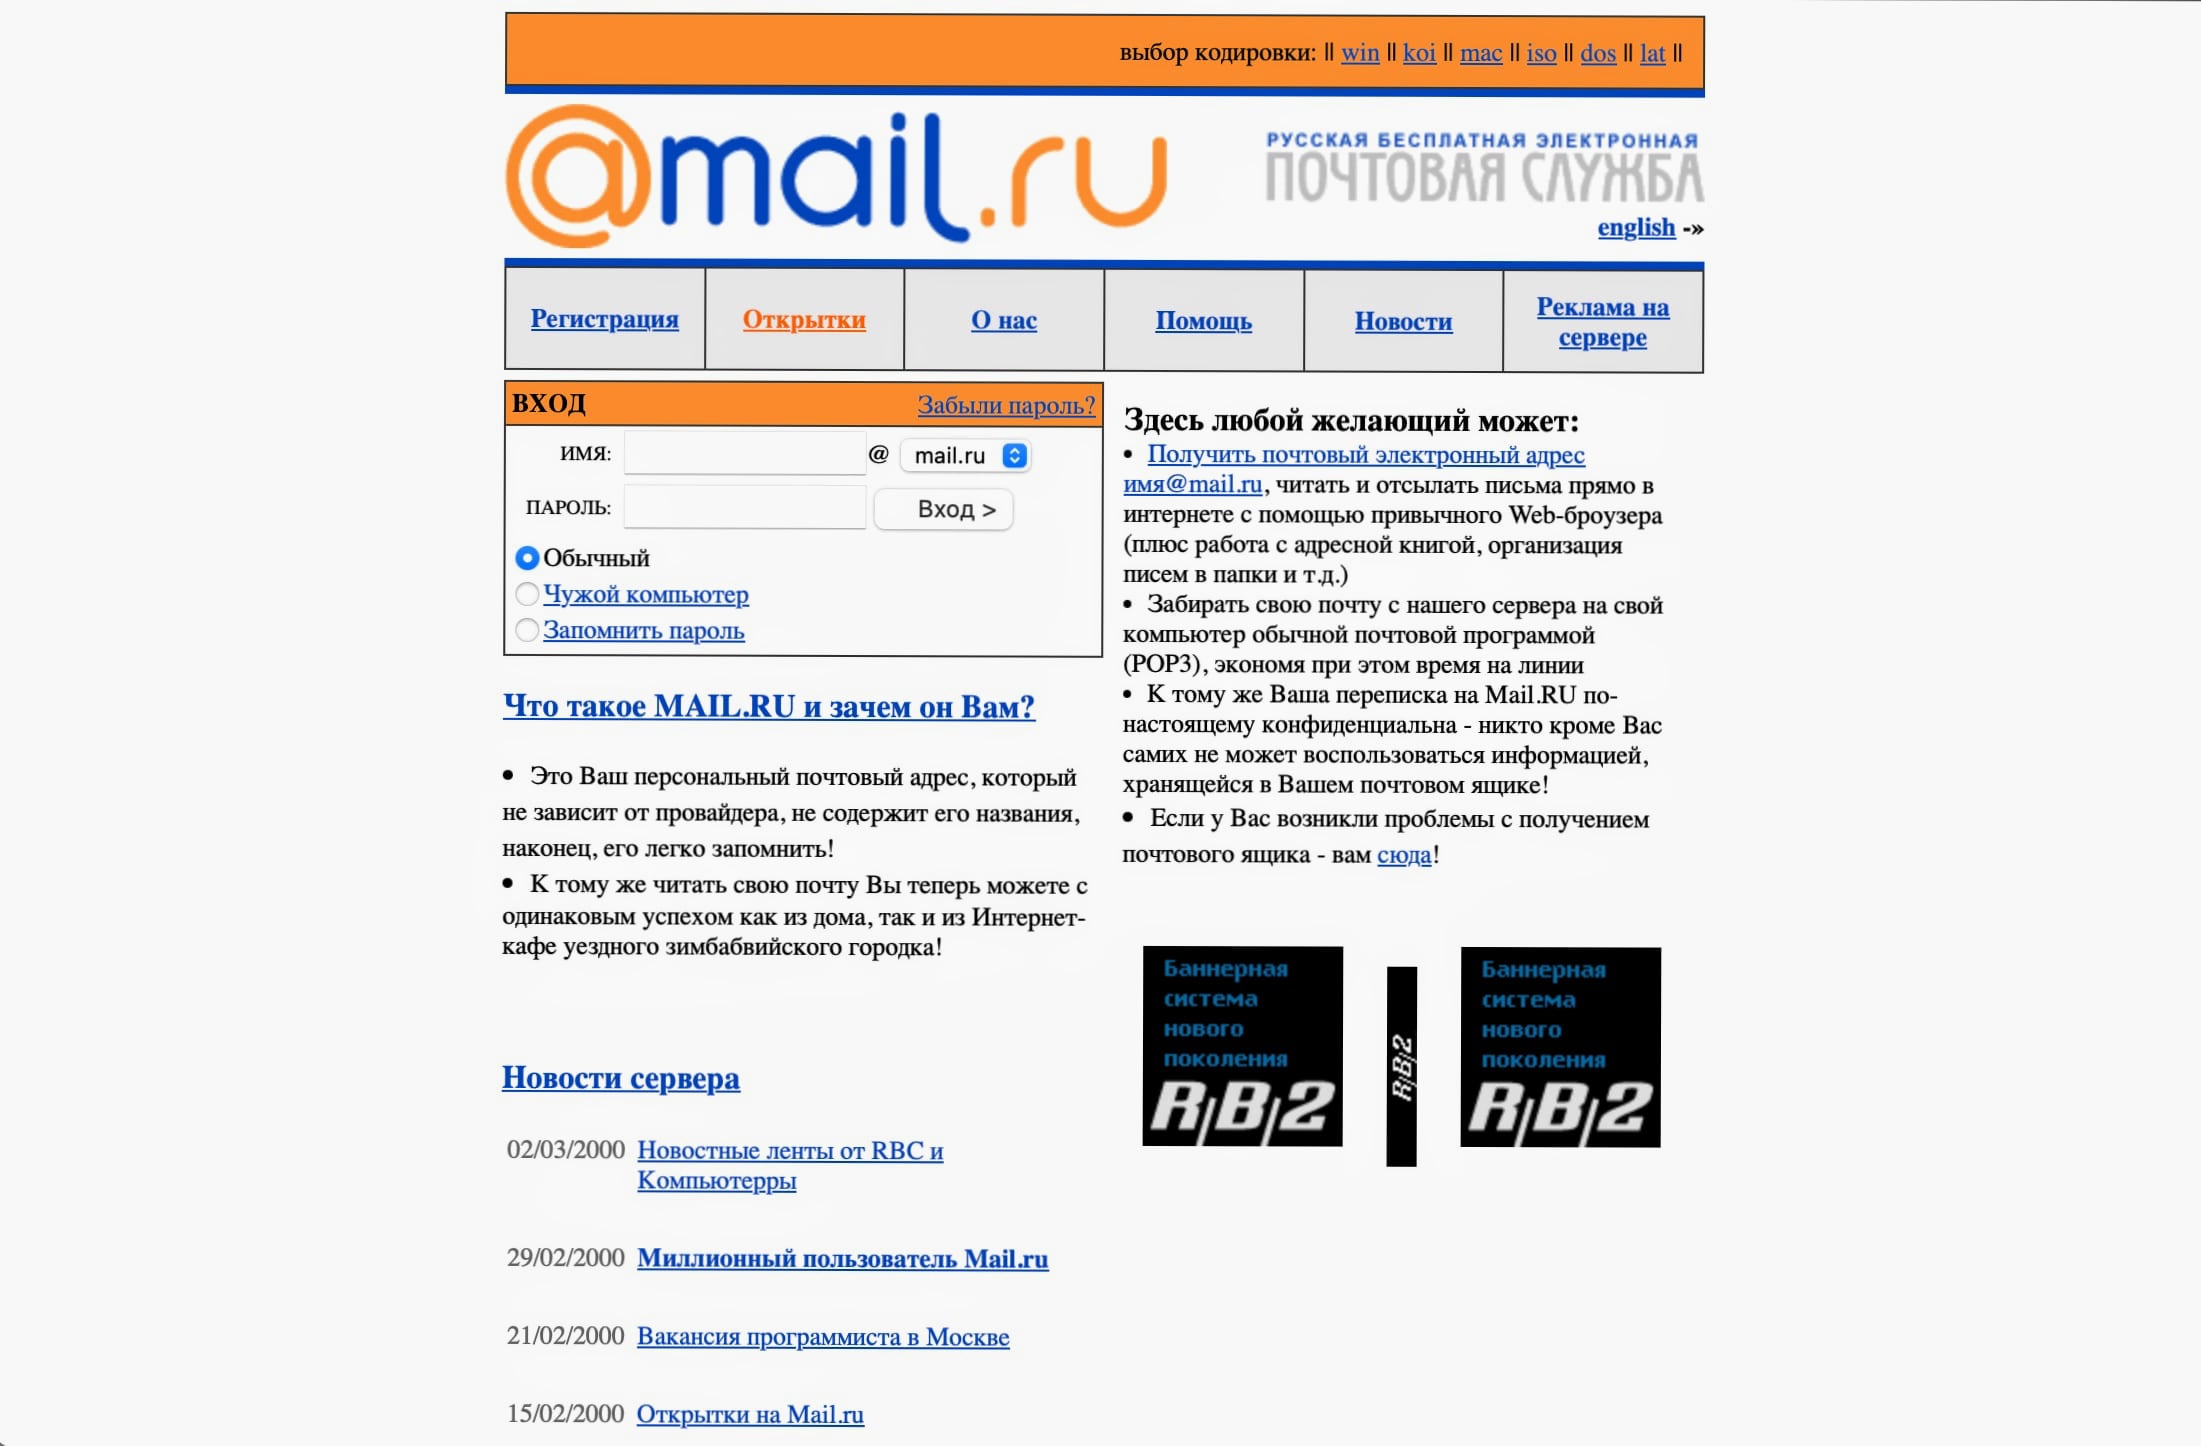 выбор кодировки: || win || koi || mac || iso || dos || lat ||
@mail.ru
РУССКАЯ БЕСПЛАТНАЯ ЭЛЕКТРОННАЯ
ПОЧТОВАЯ СЛУЖБА
english -»
Регистрация
Открытки
О нас
Помощь
Новости
Реклама на
сервере
ВХОД
Забыли пароль?
ИМЯ:
@
mail.ru
ПАРОЛЬ:
Вход >
Обычный
Чужой компьютер
Запомнить пароль
Что такое MAIL.RU и зачем он Вам?
• Это Ваш персональный почтовый адрес, который
не зависит от провайдера, не содержит его названия,
наконец, его легко запомнить!
• К тому же читать свою почту Вы теперь можете с
одинаковым успехом как из дома, так и из Интернет-
кафе уездного зимбабвийского городка!
Новости сервера
02/03/2000 Новостные ленты от RBC и
Компьютерры
29/02/2000 Миллионный пользователь Mail.ru
21/02/2000 Вакансия программиста в Москве
15/02/2000 Открытки на Mail.ru
Здесь любой желающий может:
• Получить почтовый электронный адрес
имя@mail.ru, читать и отсылать письма прямо в
интернете с помощью привычного Web-броузера
(плюс работа с адресной книгой, организация
писем в папки и т.д.)
• Забирать свою почту с нашего сервера на свой
компьютер обычной почтовой программой
(POP3), экономя при этом время на линии
• К тому же Ваша переписка на Mail.RU по-
настоящему конфиденциальна - никто кроме Вас
самих не может воспользоваться информацией,
хранящейся в Вашем почтовом ящике!
• Если у Вас возникли проблемы с получением
почтового ящика - вам сюда!
Баннерная
система
нового
поколения
R/B/2
R/B/2
Баннерная
система
нового
поколения
R/B/2